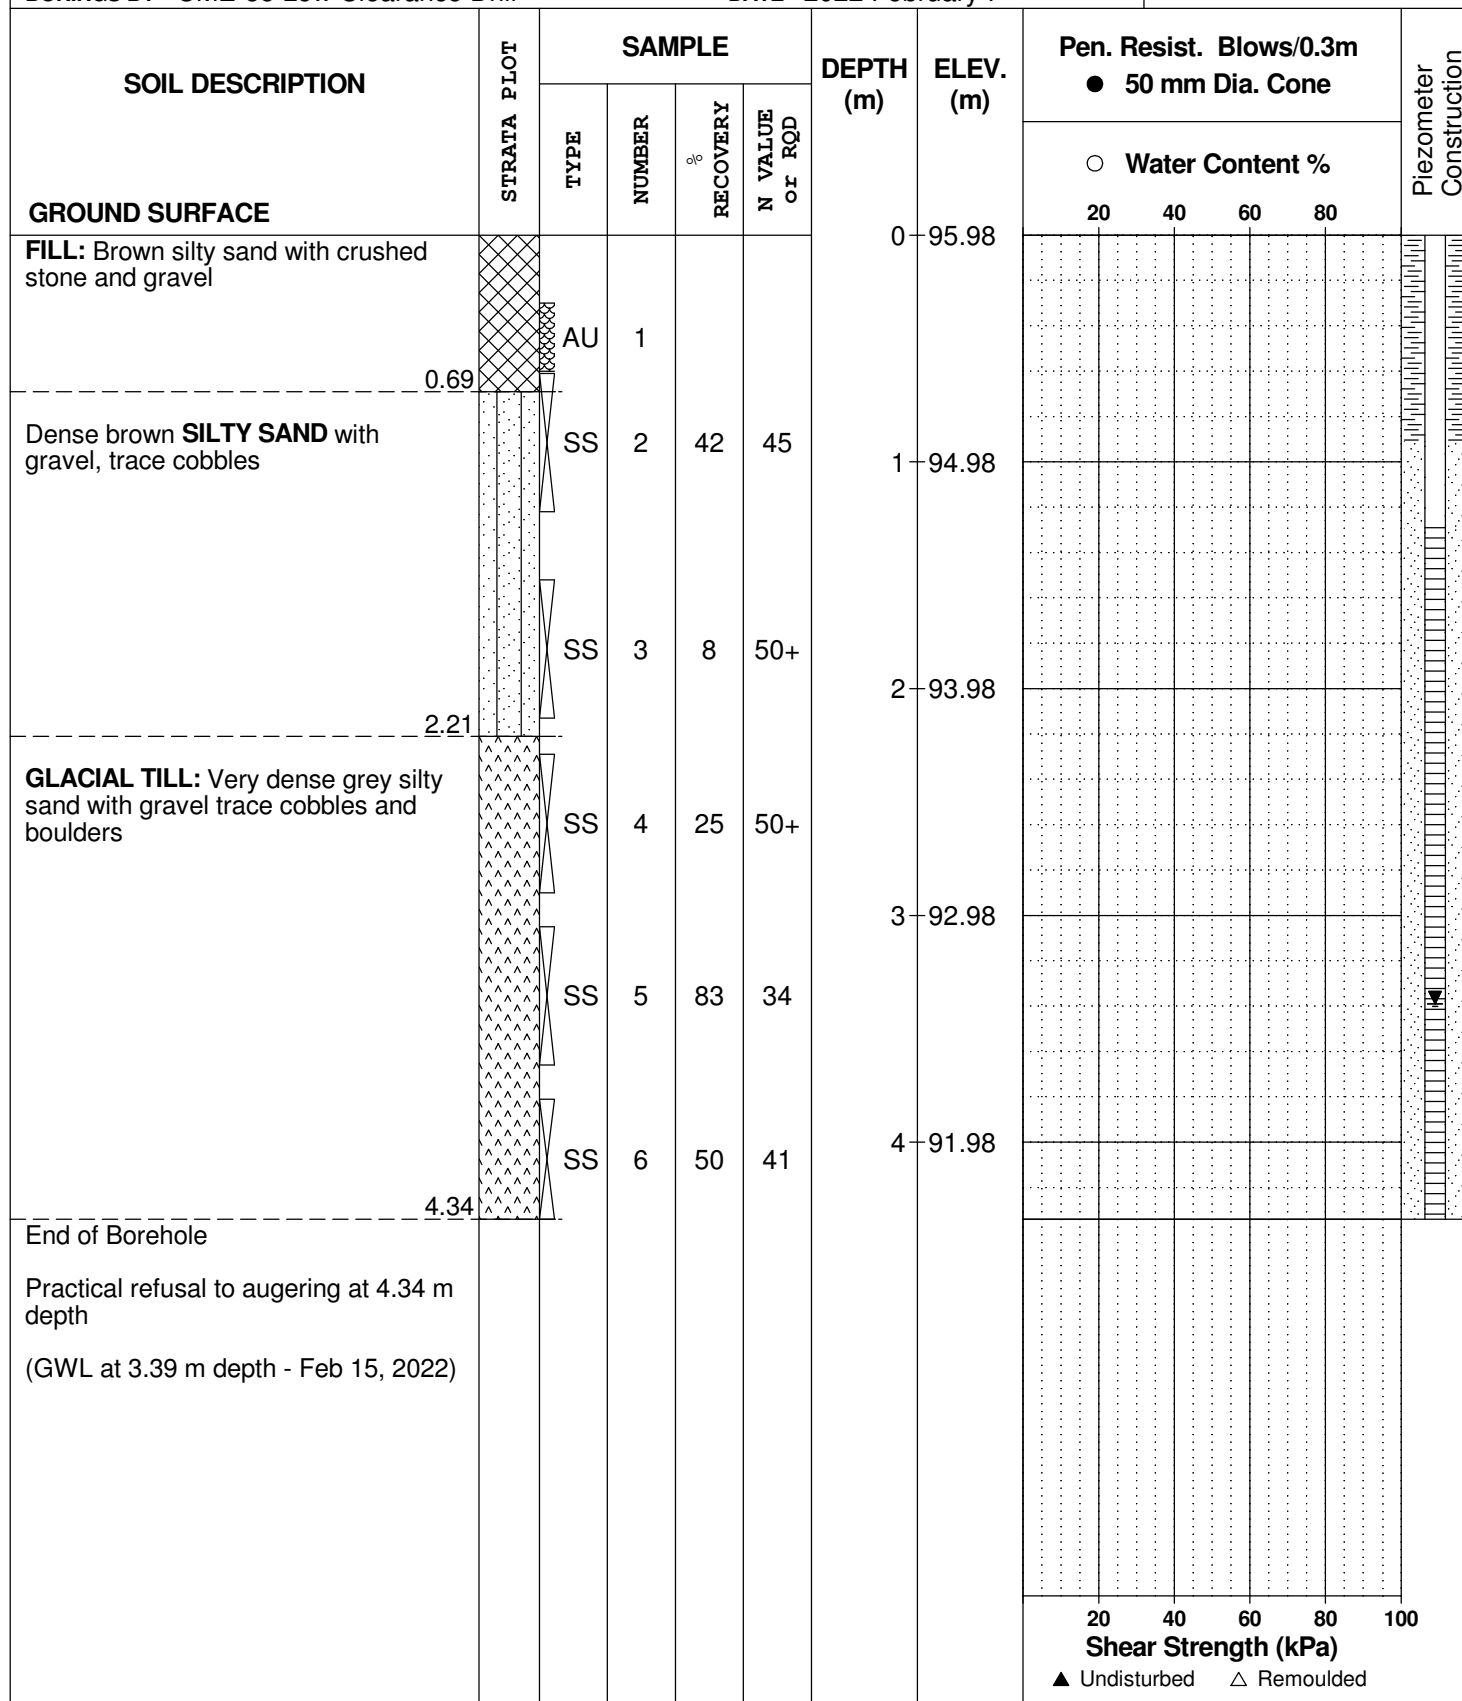 SOIL DESCRIPTION
GROUND SURFACE
STRATA PLOT
SAMPLE
TYPE
NUMBER
%
RECOVERY
N VALUE
or RQD
DEPTH
(m)
ELEV.
(m)
Pen. Resist. Blows/0.3m
● 50 mm Dia. Cone
○ Water Content %
20 40 60 80
Piezometer
Construction
FILL: Brown silty sand with crushed
stone and gravel
0.69
AU 1
0 95.98
Dense brown SILTY SAND with
gravel, trace cobbles
SS 2 42 45
1 94.98
SS 3 8 50+
2 93.98
2.21
GLACIAL TILL: Very dense grey silty
sand with gravel trace cobbles and
boulders
SS 4 25 50+
3 92.98
SS 5 83 34
SS 6 50 41
4 91.98
4.34
End of Borehole
Practical refusal to augering at 4.34 m
depth
(GWL at 3.39 m depth - Feb 15, 2022)
20 40 60 80 100
Shear Strength (kPa)
▲ Undisturbed △ Remoulded